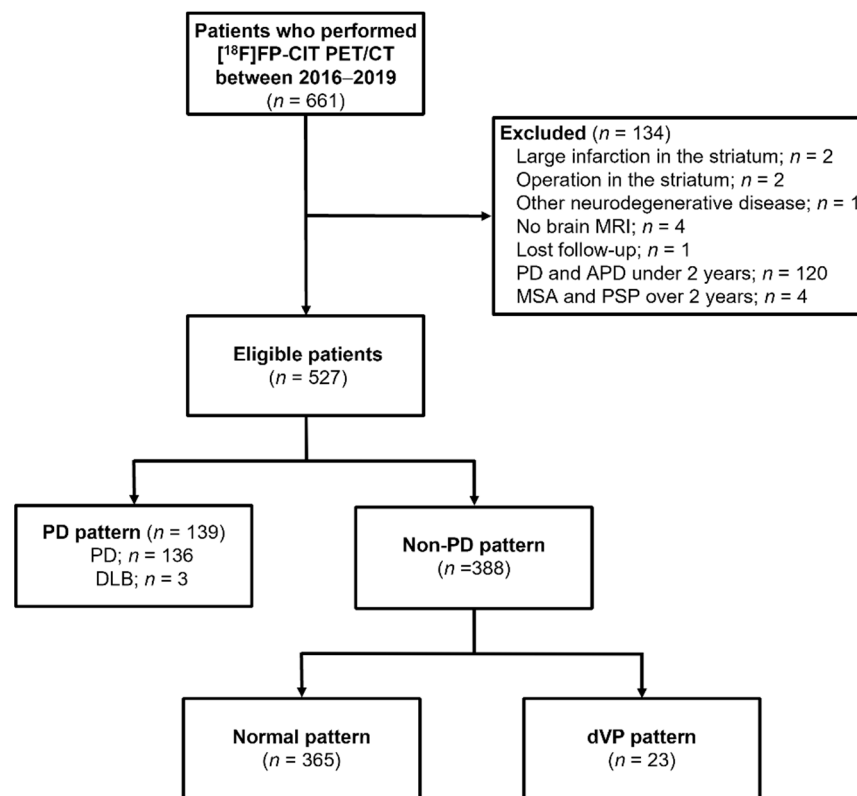 Patients who performed
[¹⁸F]FP-CIT PET/CT
between 2016–2019
(n = 661)
Excluded (n = 134)
Large infarction in the striatum; n = 2
Operation in the striatum; n = 2
Other neurodegenerative disease; n = 1
No brain MRI; n = 4
Lost follow-up; n = 1
PD and APD under 2 years; n = 120
MSA and PSP over 2 years; n = 4
Eligible patients
(n = 527)
PD pattern (n = 139)
PD; n = 136
DLB; n = 3
Non-PD pattern
(n =388)
Normal pattern
(n = 365)
dVP pattern
(n = 23)